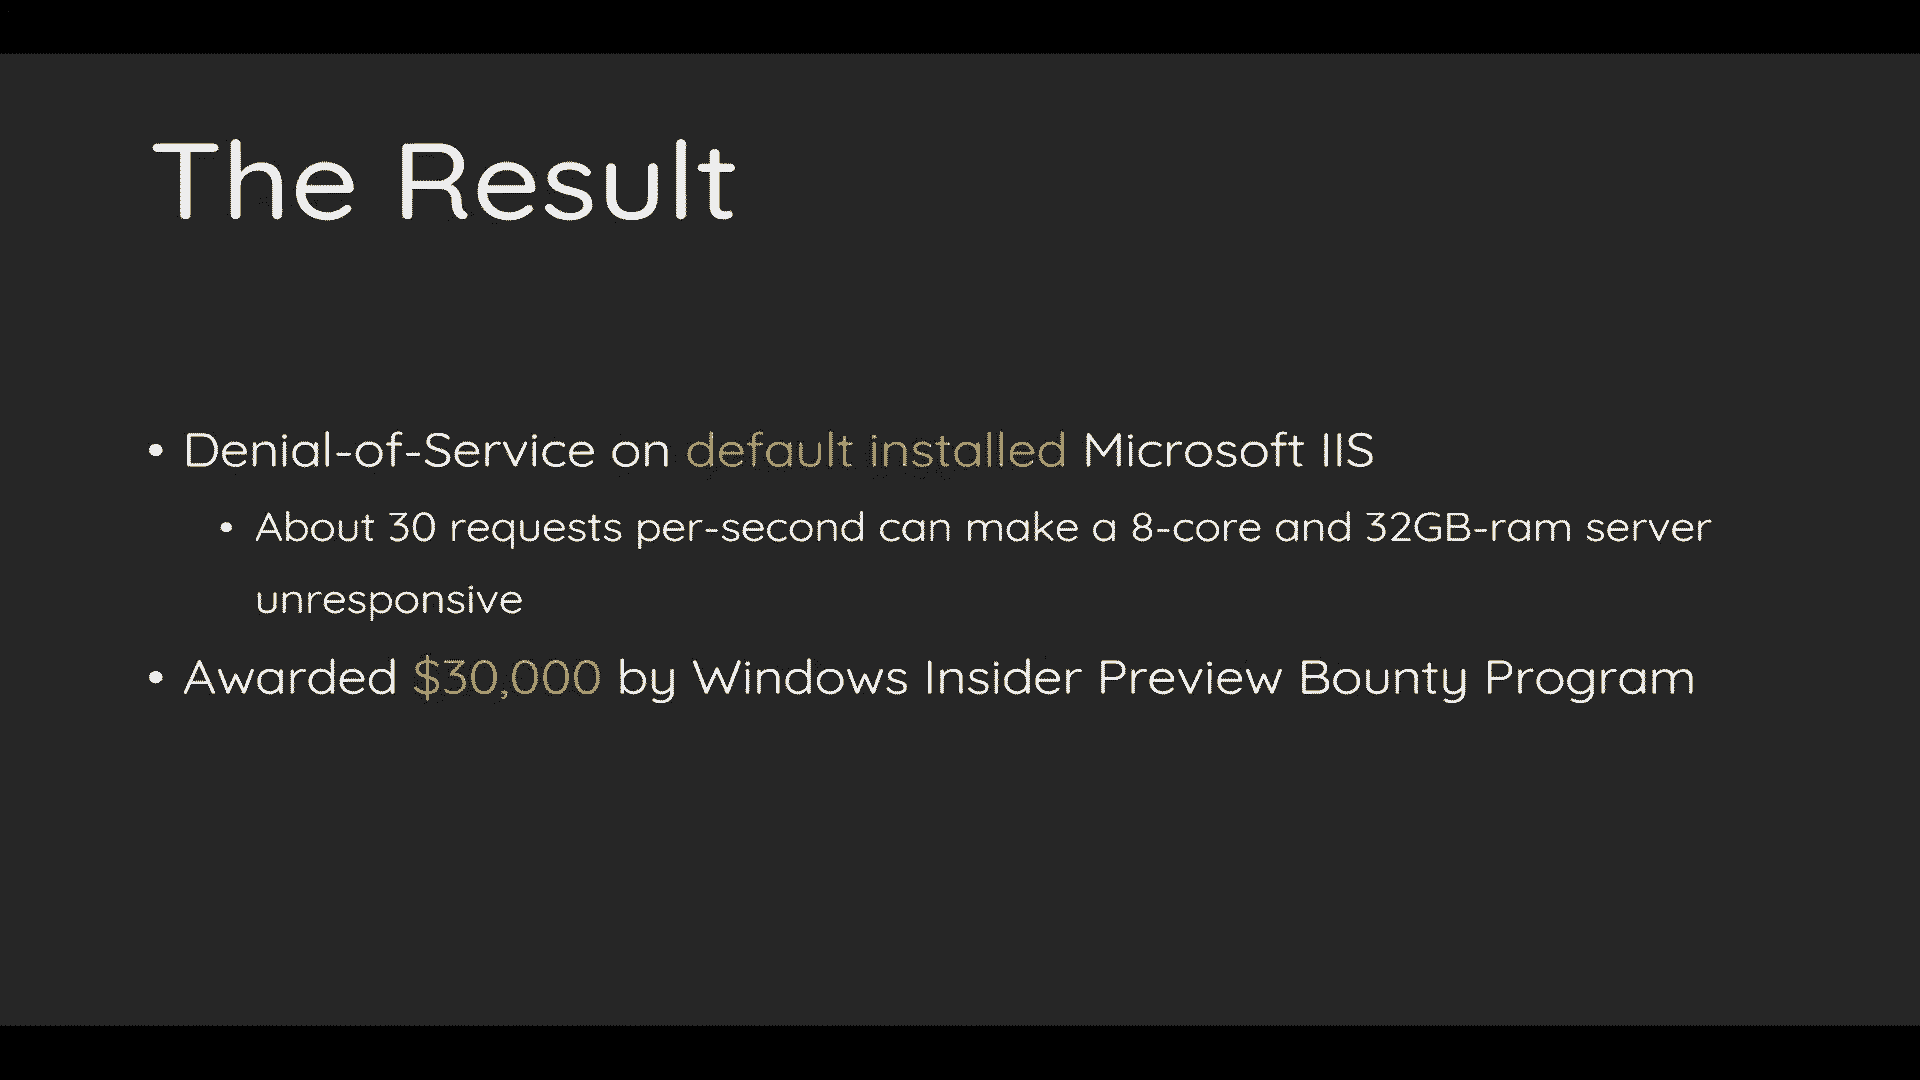 The Result
• Denial-of-Service on default installed Microsoft IIS
• About 30 requests per-second can make a 8-core and 32GB-ram server
unresponsive
• Awarded $30,000 by Windows Insider Preview Bounty Program